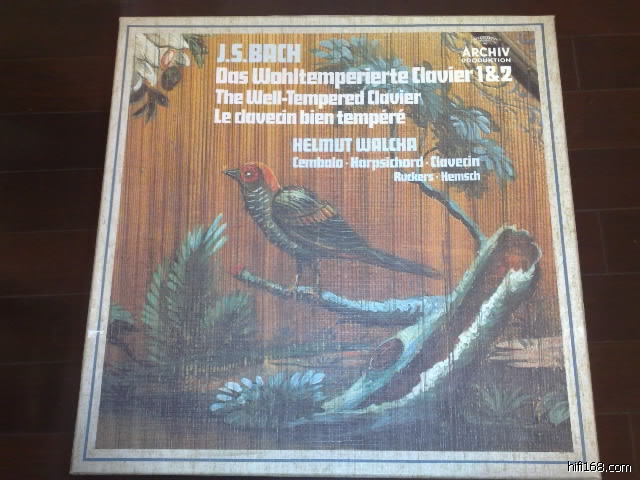 J.S. BACH
Das Wohltemperierte Clavier 1 & 2
The Well-Tempered Clavier
Le clavecin bien tempéré
ARCHIV
PRODUKTION
HELMUT WALCHA
Cembalo · Harpsichord · Clavecin
Ruckers · Hemsch
hifi168.com